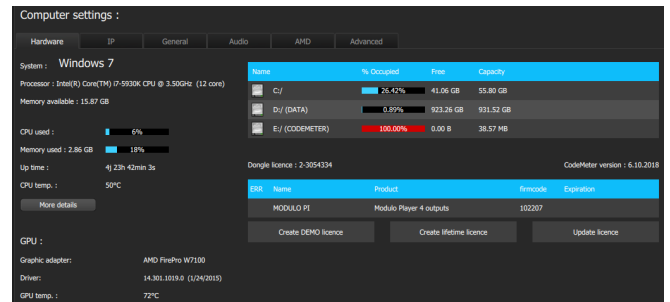 Computer settings :
Hardware IP General Audio AMD Advanced
System : Windows 7
Processor : Intel(R) Core(TM) i7-5930K CPU @ 3.50GHz (12 core)
Memory available : 15.87 GB
CPU used : 6%
Memory used : 2.86 GB 18%
Up time : 4j 23h 42min 3s
CPU temp. : 50°C
More details
GPU :
Graphic adapter: AMD FirePro W7100
Driver: 14.301.1019.0 (1/24/2015)
GPU temp. : 72°C
Name % Occupied Free Capacity
C:/ 26.42% 41.06 GB 55.80 GB
D:/ (DATA) 0.89% 923.26 GB 931.52 GB
E:/ (CODEMETER) 100.00% 0.00 B 38.57 MB
Dongle licence : 2-3054334 CodeMeter version : 6.10.2018
ERR Name Product firmcode Expiration
MODULO PI Modulo Player 4 outputs 102207
Create DEMO licence Create lifetime licence Update licence